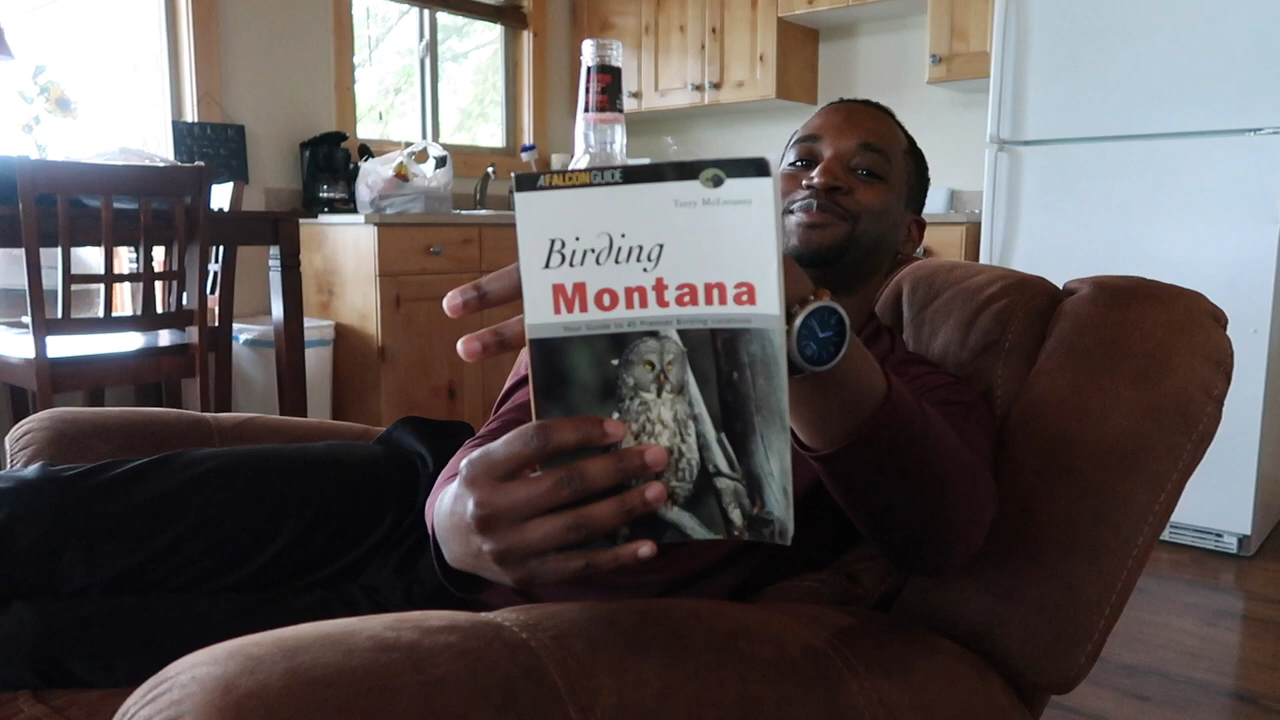 A FALCON GUIDE
Terry McEneaney
Birding
Montana
Your Guide to 45 Premier Birding Locations